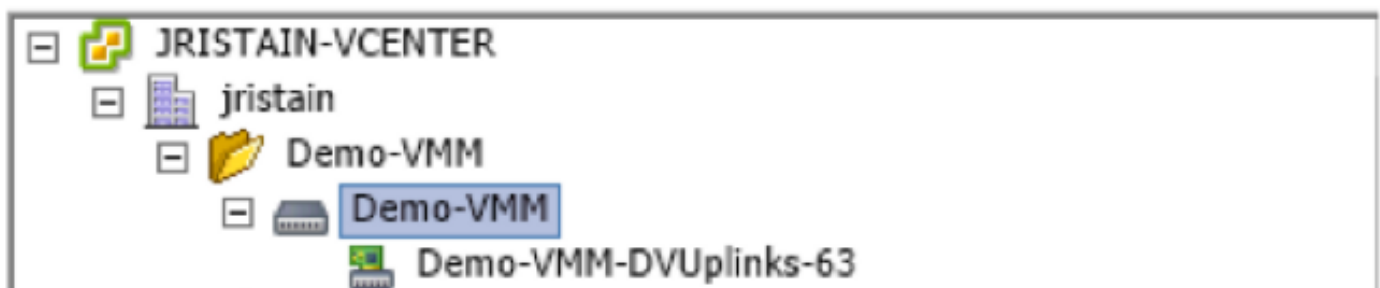 JRISTAIN-VCENTER
jristain
Demo-VMM
Demo-VMM
Demo-VMM-DVUplinks-63